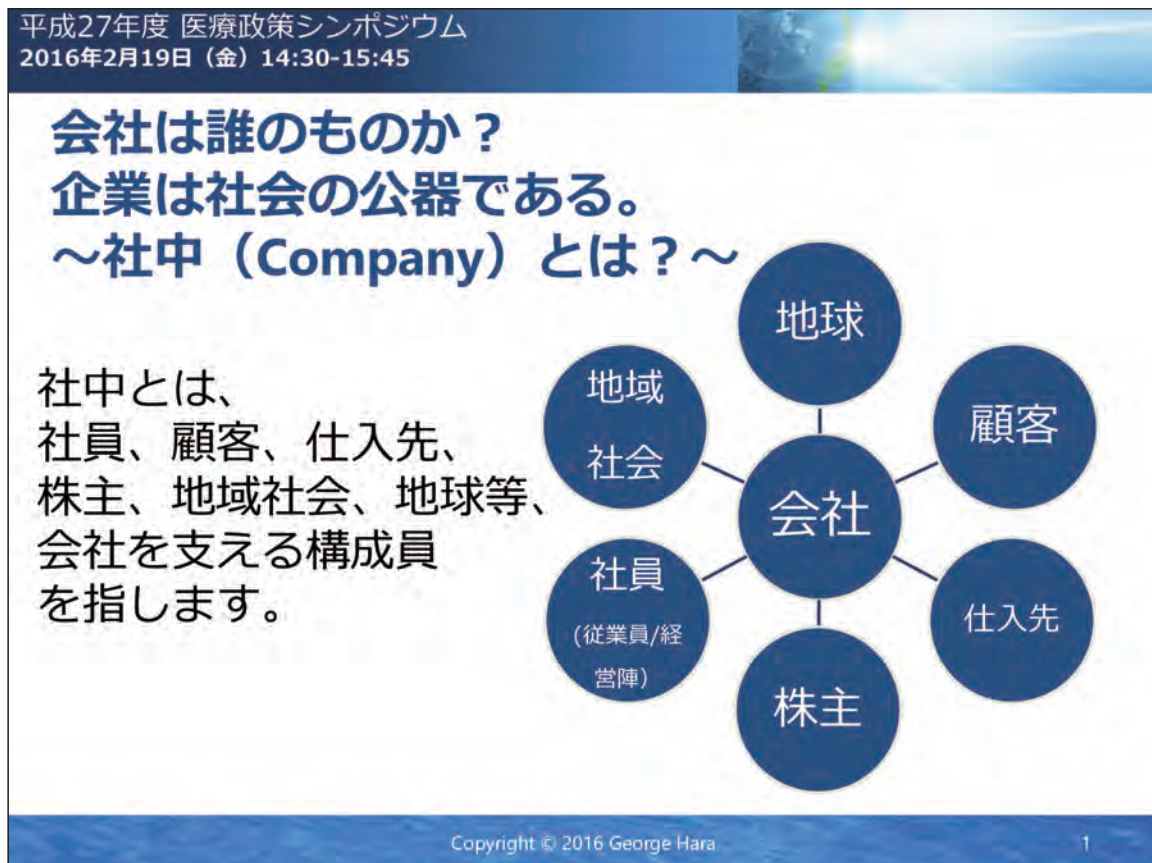 平成27年度 医療政策シンポジウム
2016年2月19日（金）14:30-15:45
会社は誰のものか？
企業は社会の公器である。
～社中（Company）とは？～
社中とは、
社員、顧客、仕入先、
株主、地域社会、地球等、
会社を支える構成員
を指します。
地球
地域
社会
顧客
会社
社員
(従業員/経
営陣）
仕入先
株主
Copyright © 2016 George Hara
1